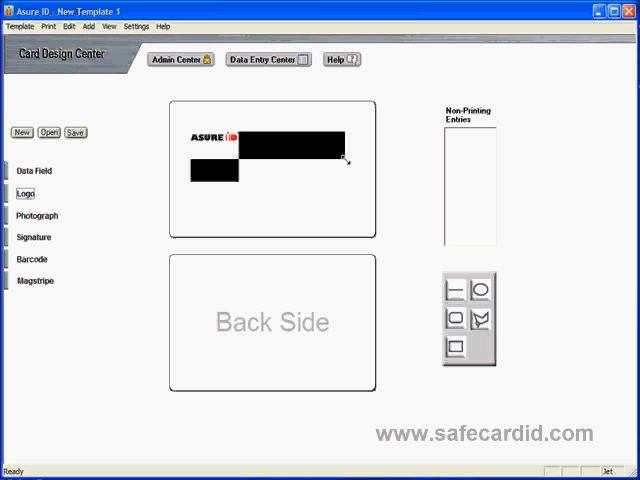 Asure ID - New Template 1
Template Print Edit Add View Settings Help
Card Design Center
Admin Center Data Entry Center Help ?
Non-Printing
Entries
New Open Save
ASURE ID
Data Field
Logo
Photograph
Signature
Barcode
Magstripe
Back Side
www.safecardid.com
Ready Jet